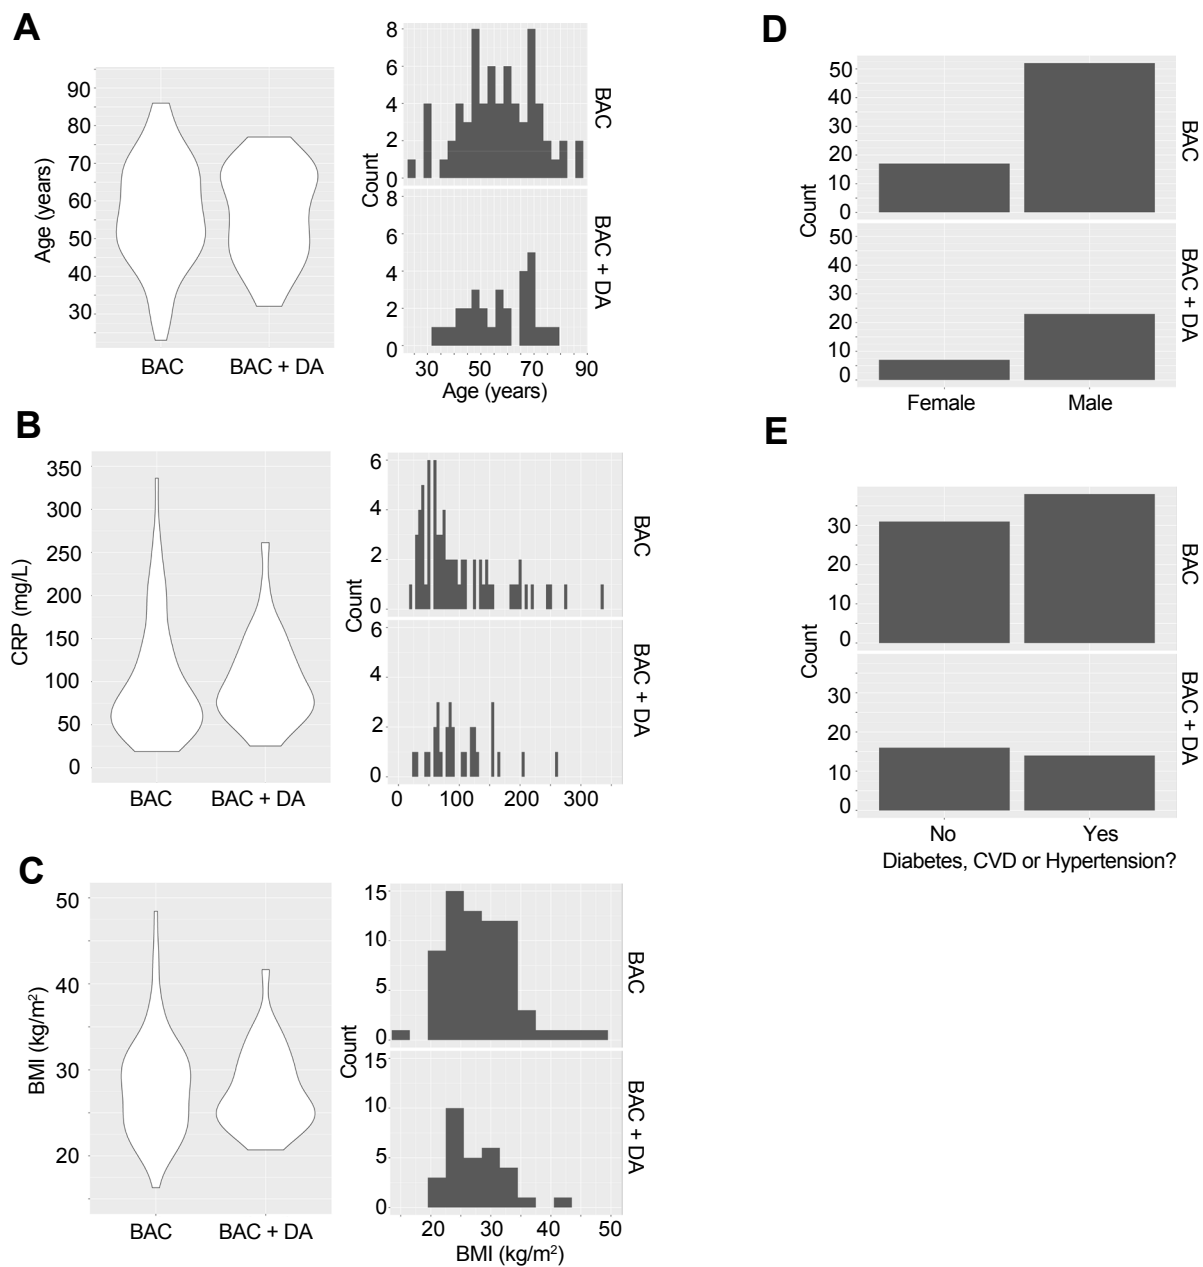 A
90
80
70
60
50
40
30
Age (years)
BAC
BAC + DA
8
6
4
2
0
8
6
4
2
0
Count
BAC
BAC + DA
30
50
70
90
Age (years)
B
350
300
250
200
150
100
50
0
CRP (mg/L)
BAC
BAC + DA
6
4
2
0
6
4
2
0
Count
BAC
BAC + DA
0
100
200
300
C
50
40
30
20
BMI (kg/m²)
BAC
BAC + DA
15
10
5
0
15
10
5
0
Count
BAC
BAC + DA
20
30
40
50
BMI (kg/m²)
D
50
40
30
20
10
0
50
40
30
20
10
0
Count
BAC
BAC + DA
Female
Male
E
30
20
10
0
30
20
10
0
Count
BAC
BAC + DA
No
Yes
Diabetes, CVD or Hypertension?